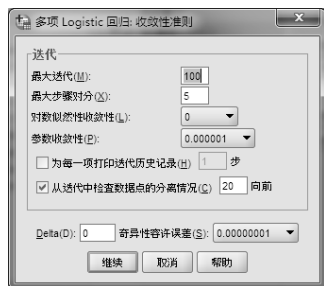 多项 Logistic 回归: 收敛性准则
迭代
最大迭代(M): 100
最大步骤对分(X): 5
对数似然性收敛性(L): 0
参数收敛性(P): 0.000001
为每一项打印迭代历史记录(H) 1 步
从迭代中检查数据点的分离情况(C) 20 向前
Delta(D): 0 奇异性容许误差(S): 0.00000001
继续 取消 帮助